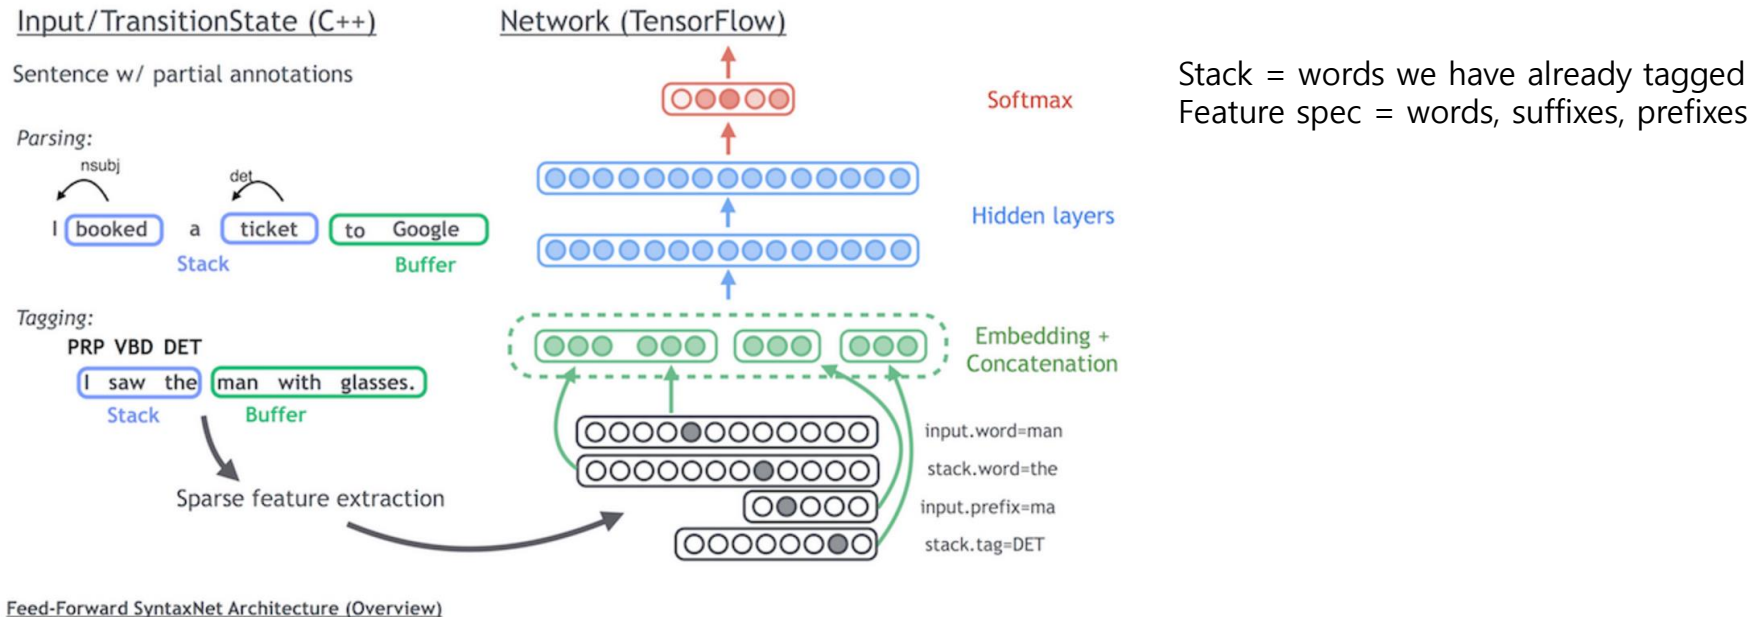 Input/TransitionState (C++)
Sentence w/ partial annotations
Parsing:
nsubj
det
I booked a ticket to Google
Stack
Buffer
Tagging:
PRP VBD DET
I saw the man with glasses.
Stack
Buffer
Sparse feature extraction
Network (TensorFlow)
Softmax
Hidden layers
Embedding +
Concatenation
input.word=man
stack.word=the
input.prefix=ma
stack.tag=DET
Stack = words we have already tagged
Feature spec = words, suffixes, prefixes
Feed-Forward SyntaxNet Architecture (Overview)